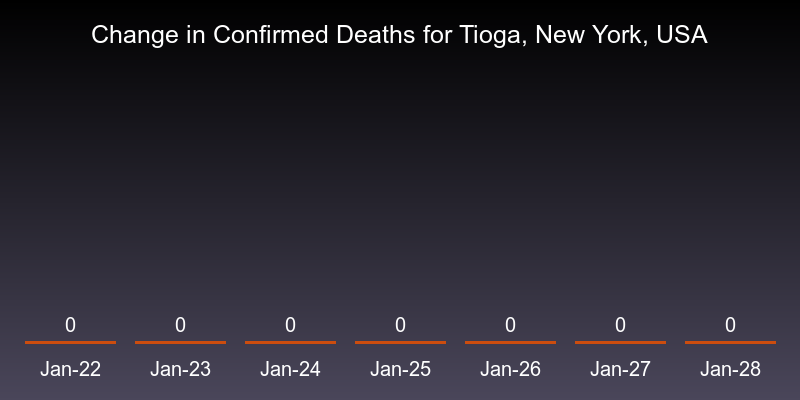 Change in Confirmed Deaths for Tioga, New York, USA
0 0 0 0 0 0 0
Jan-22 Jan-23 Jan-24 Jan-25 Jan-26 Jan-27 Jan-28